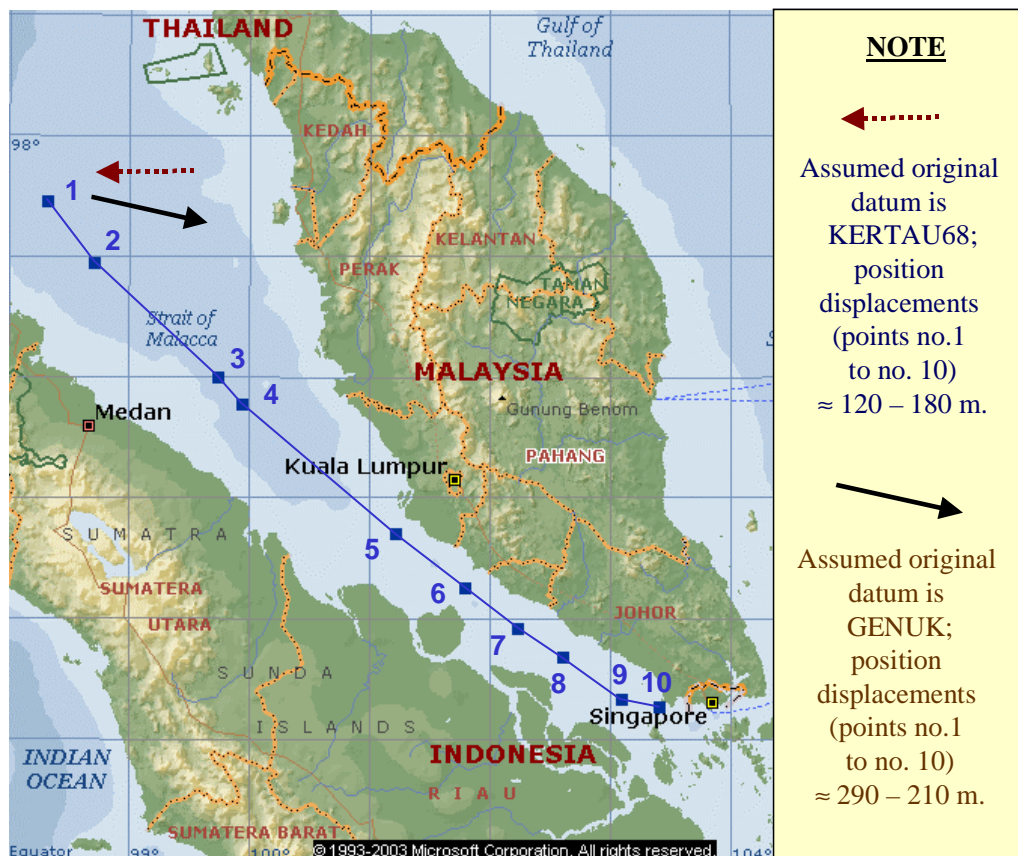 THAILAND
Gulf of
Thailand
KEDAH
98°
1
2
KELANTAN
PERAK
TAMAN
NEGARA
Strait of
Malacca
3
4
MALAYSIA
Medan
Gunung Benom
PAHANG
Kuala Lumpur
SUMATRA
5
SUMATERA
UTARA
6
JOHOR
7
8
9
10
SUNDA
ISLANDS
Singapore
INDIAN
OCEAN
INDONESIA
RIAU
SUMATERA BARAT
Equator
99°
100°
© 1993-2003 Microsoft Corporation. All rights reserved.
104°
NOTE
Assumed original
datum is
KERTAU68;
position
displacements
(points no.1
to no. 10)
≈ 120 – 180 m.
Assumed original
datum is
GENUK;
position
displacements
(points no.1
to no. 10)
≈ 290 – 210 m.